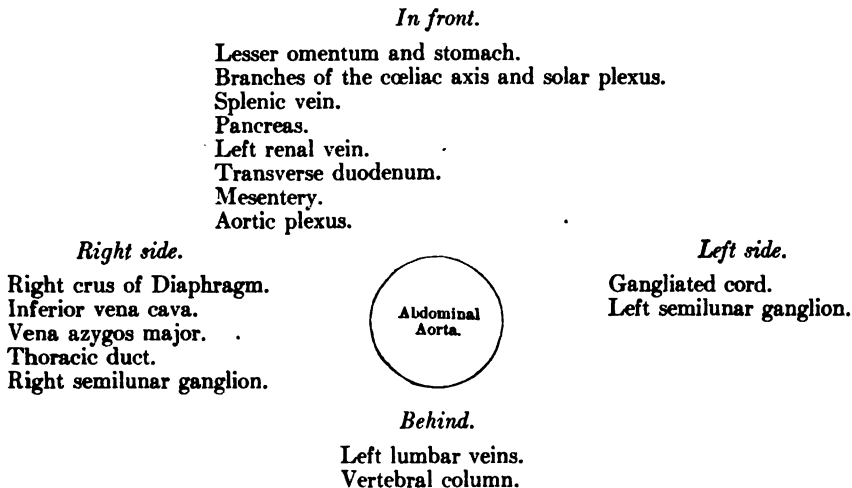 In front.
Lesser omentum and stomach.
Branches of the cœliac axis and solar plexus.
Splenic vein.
Pancreas.
Left renal vein.
Transverse duodenum.
Mesentery.
Aortic plexus.
Right side.
Right crus of Diaphragm.
Inferior vena cava.
Vena azygos major.
Thoracic duct.
Right semilunar ganglion.
Abdominal
Aorta.
Left side.
Gangliated cord.
Left semilunar ganglion.
Behind.
Left lumbar veins.
Vertebral column.